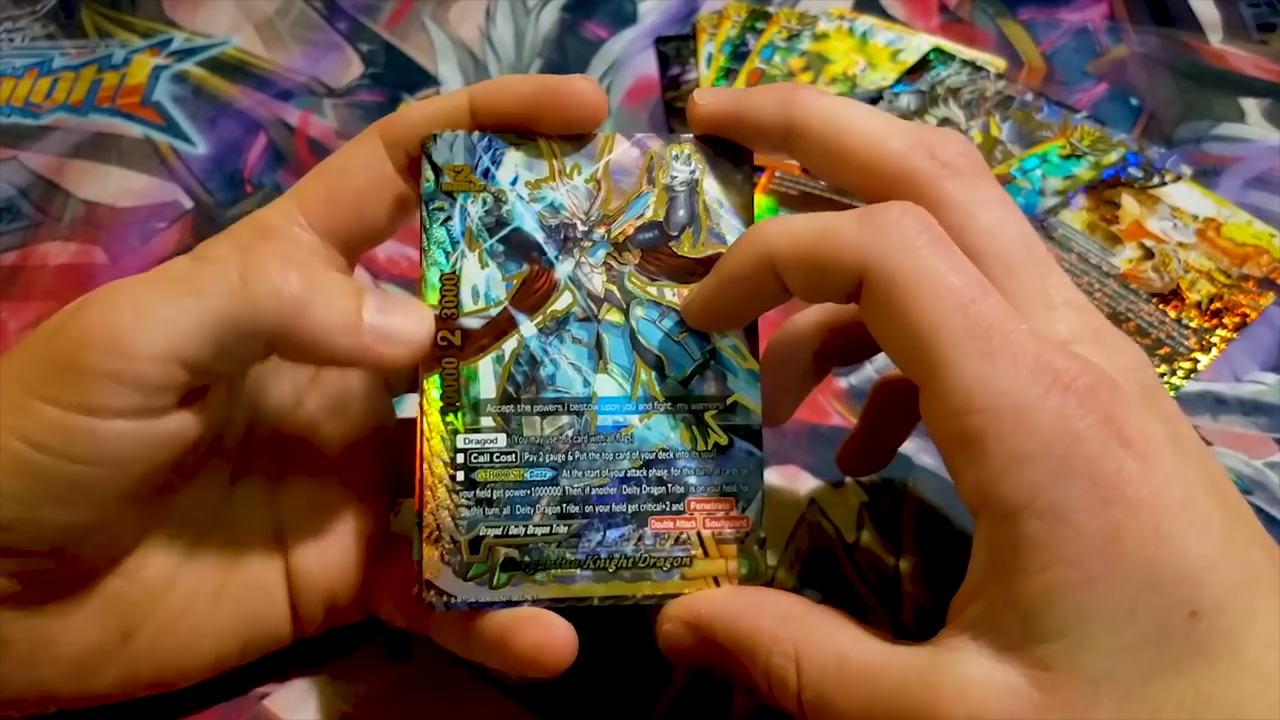 night
3000
2
Accept the powers I bestow upon you and fight, my warriors!
Dragod [You may use this card with all flags]
Call Cost [Pay 2 gauge & Put the top card of your deck into its soul]
G-BOOST Base At the start of your attack phase, for this turn, all cards on
your field get power+1000000! Then, if another 《Deity Dragon Tribe》 is on your field, for
this turn, all 《Deity Dragon Tribe》 on your field get critical+2 and Penetrate
Double Attack Soulguard
Dragod / Deity Dragon Tribe
Knight Dragon